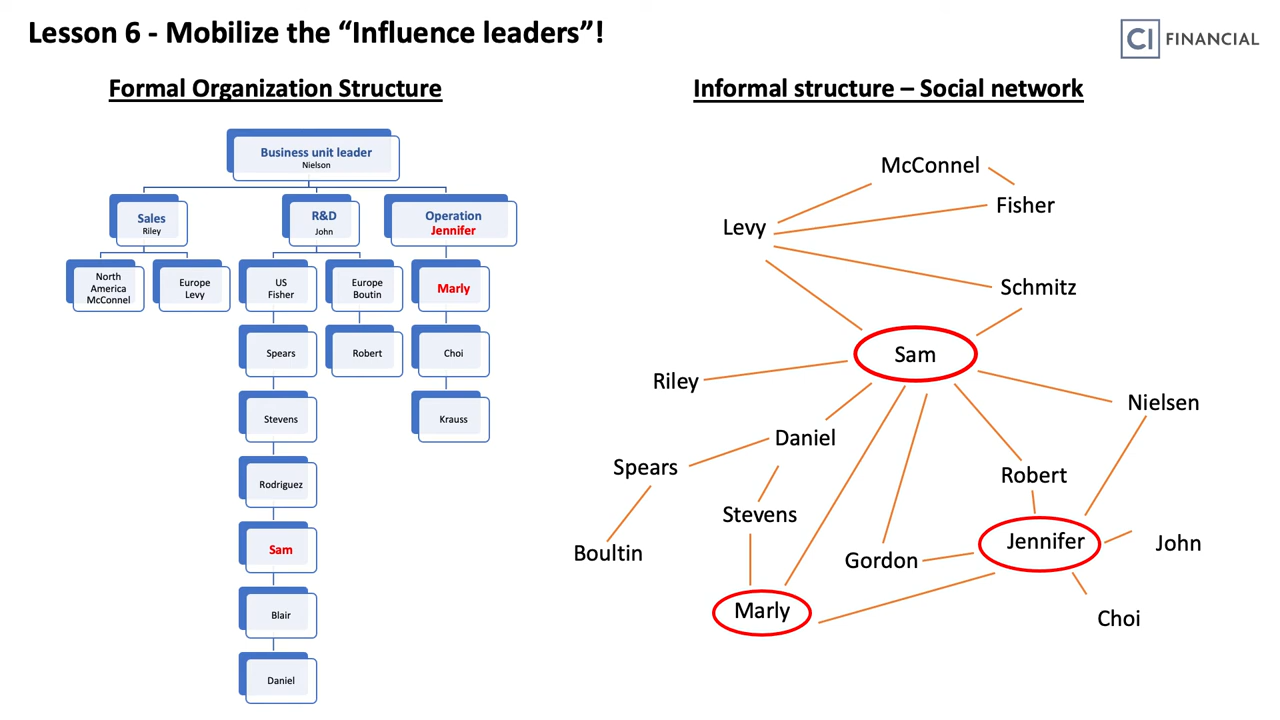 Lesson 6 - Mobilize the “Influence leaders”!
CI FINANCIAL
Formal Organization Structure
Business unit leader
Nielson
Sales
Riley
R&D
John
Operation
Jennifer
North
America
McConnel
Europe
Levy
US
Fisher
Europe
Boutin
Marly
Spears
Robert
Choi
Stevens
Krauss
Rodriguez
Sam
Blair
Daniel
Informal structure – Social network
McConnel
Fisher
Levy
Schmitz
Sam
Riley
Nielsen
Daniel
Spears
Robert
Stevens
Jennifer
John
Boultin
Gordon
Marly
Choi